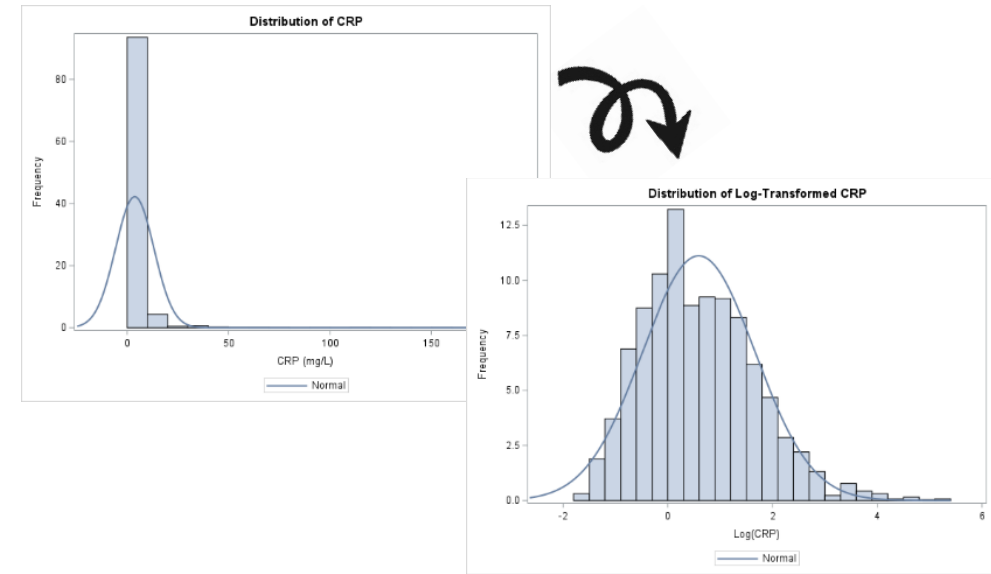 Distribution of CRP
80
60
40
20
0
Frequency
0 50 100 150
CRP (mg/L)
Normal
Distribution of Log-Transformed CRP
12.5
10.0
7.5
5.0
2.5
0.0
Frequency
-2 0 2 4 6
Log(CRP)
Normal